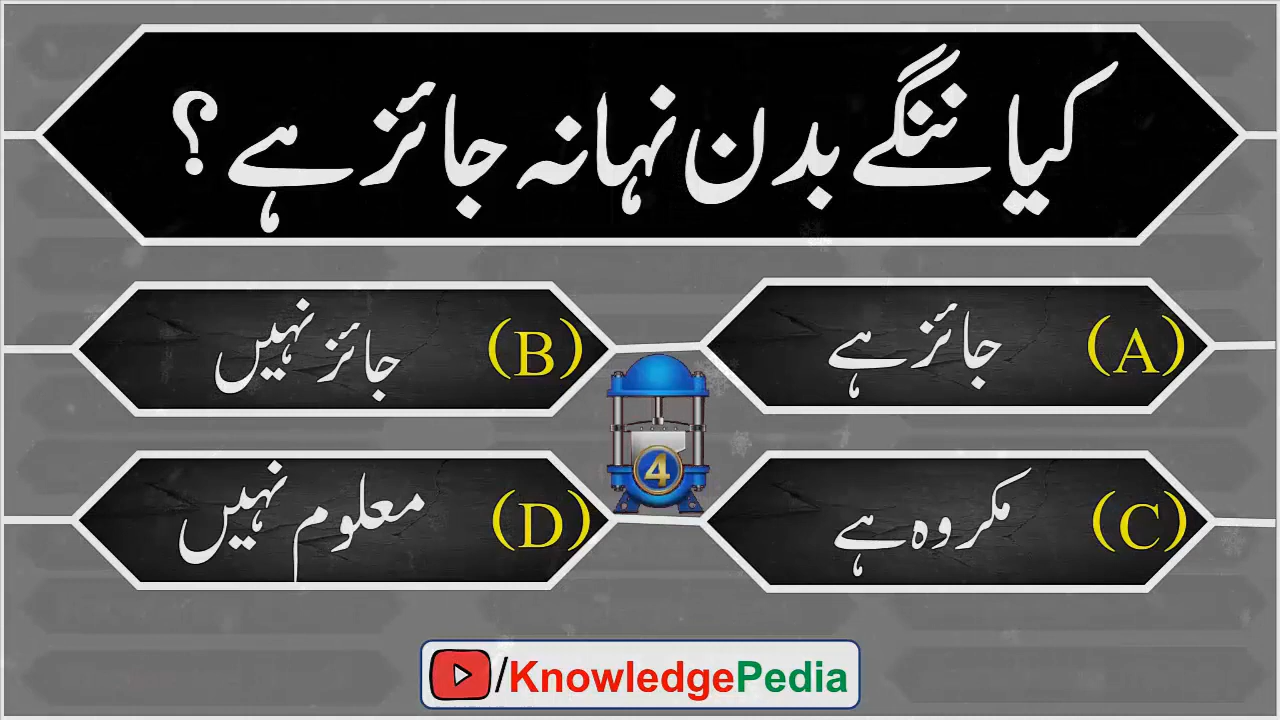 کیا ننگے بدن نہانہ جائز ہے ؟
(A) جائز ہے
(B) جائز نہیں
4
(C) مکروہ ہے
(D) معلوم نہیں
/KnowledgePedia